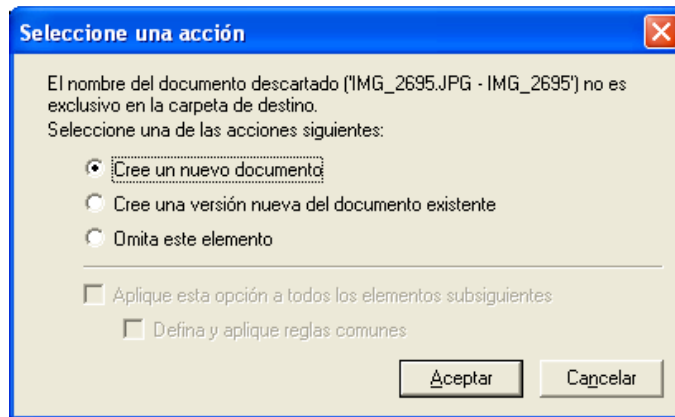 Seleccione una acción
El nombre del documento descartado ('IMG_2695.JPG - IMG_2695') no es
exclusivo en la carpeta de destino.
Seleccione una de las acciones siguientes:
Cree un nuevo documento
Cree una versión nueva del documento existente
Omita este elemento
Aplique esta opción a todos los elementos subsiguientes
Defina y aplique reglas comunes
Aceptar Cancelar